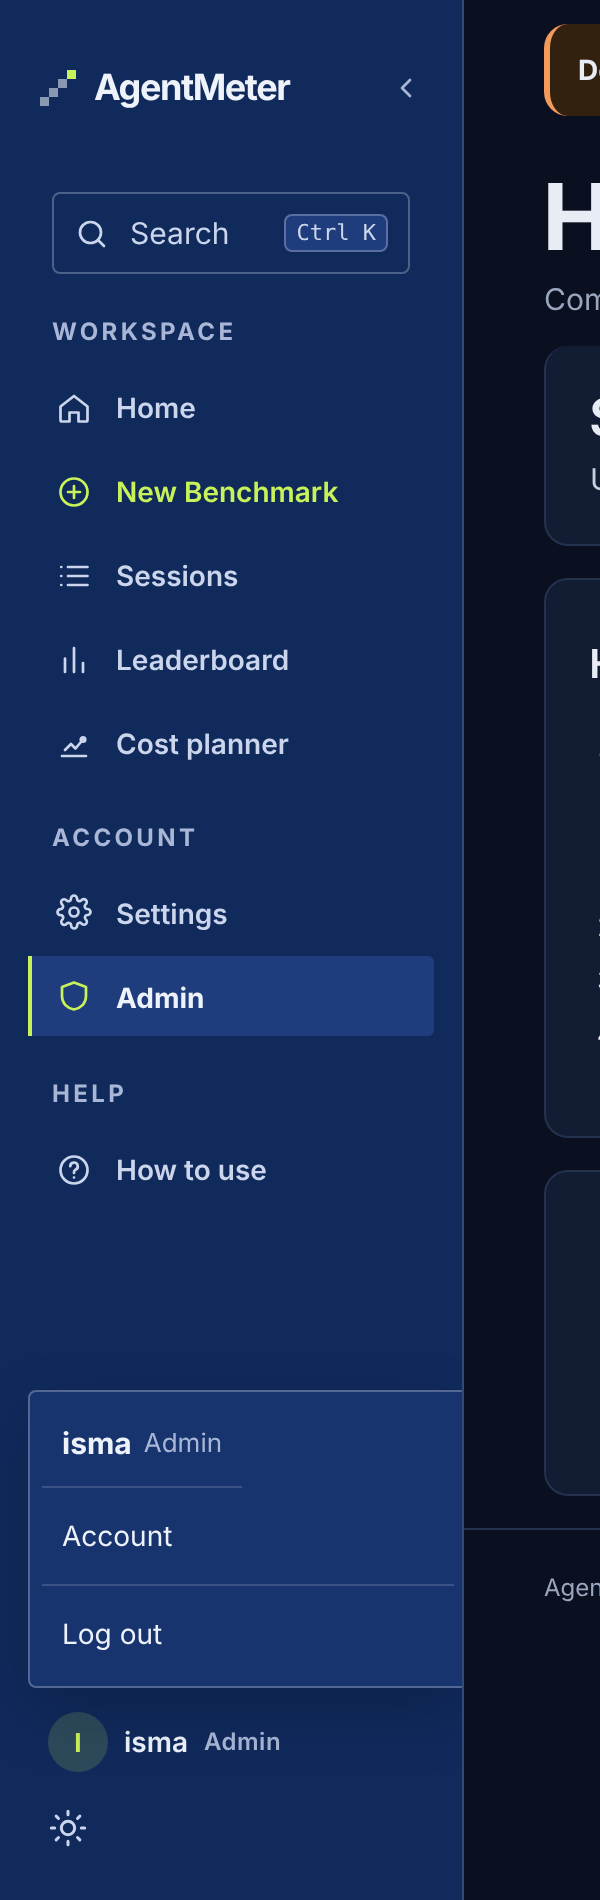 AgentMeter
Search Ctrl K
WORKSPACE
Home
New Benchmark
Sessions
Leaderboard
Cost planner
ACCOUNT
Settings
Admin
HELP
How to use
isma Admin
Account
Log out
I isma Admin